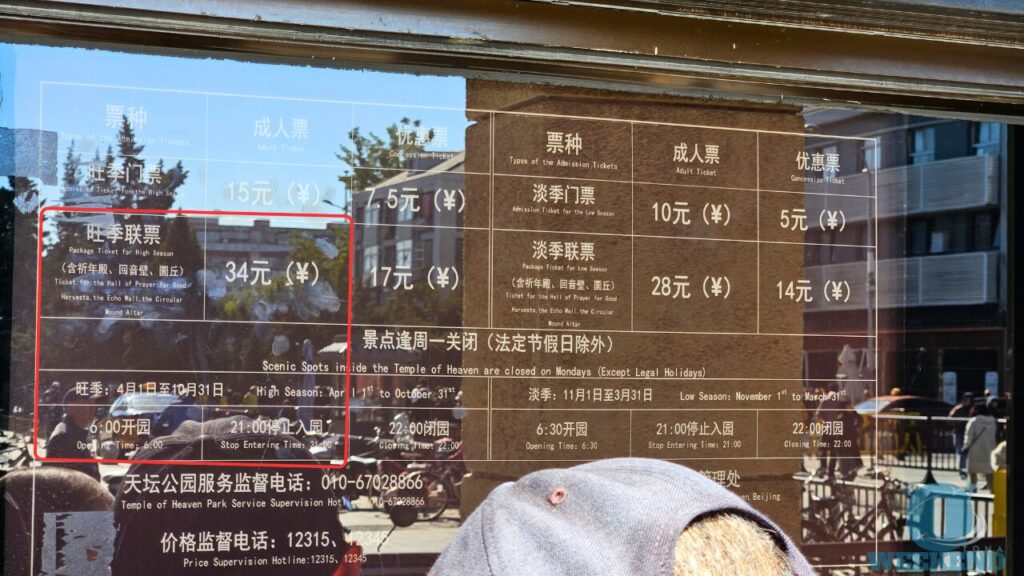 票种
成人票
Adult Ticket
优惠票
Concession Ticket
旺季门票
15元（¥）
7.5元（¥）
旺季联票
Package Ticket for High Season
（含祈年殿、回音壁、圜丘）
Ticket for the Hall of Prayer for Good
Harvests,the Echo Wall,the Circular
Mound Altar
34元（¥）
17元（¥）
票种
Types of the Admission Tickets
成人票
Adult Ticket
优惠票
Concession Ticket
淡季门票
Admission Ticket for the Low Season
10元（¥）
5元（¥）
淡季联票
Package Ticket for Low Season
（含祈年殿、回音壁、圜丘）
Ticket for the Hall of Prayer for Good
Harvests,the Echo Wall,the Circular
Mound Altar
28元（¥）
14元（¥）
景点逢周一关闭（法定节假日除外）
Scenic Spots inside the Temple of Heaven are closed on Mondays (Except Legal Holidays)
旺季：4月1日至10月31日 High Season: April 1st to October 31st
淡季：11月1日至3月31日 Low Season: November 1st to March 31st
6:00开园
Opening Time: 6:00
21:00停止入园
Stop Entering Time: 21:00
22:00闭园
Closing Time: 22:00
6:30开园
Opening Time: 6:30
21:00停止入园
Stop Entering Time: 21:00
22:00闭园
Closing Time: 22:00
天坛公园服务监督电话：010-67028866
Temple of Heaven Park Service Supervision Hotline:010-67028866
管理处
Beijing
价格监督电话：12315、12345
Price Supervision Hotline:12315、12345
WEEKEND